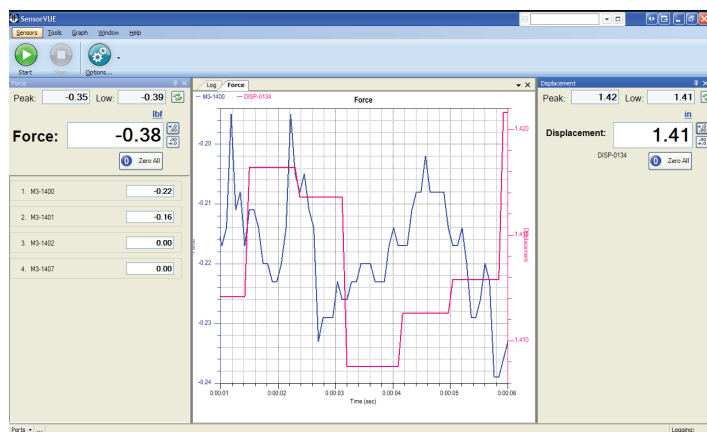 SensorVUE
Sensors Tools Graph Window Help
Start Stop Options...
Force
Peak: -0.35 Low: -0.39
lbf
Force: -0.38
0 Zero All
1. M3-1400 -0.22
2. M3-1401 -0.16
3. M3-1402 0.00
4. M3-1407 0.00
Log Force
M3-1400 DISP-0134
Force
-0.20
-0.21
-0.22
-0.23
-0.24
Force
1.420
1.415
1.410
Displacement
0:00:01 0:00:02 0:00:03 0:00:04 0:00:05 0:00:06
Time (sec)
Displacement
Peak: 1.42 Low: 1.41
in
Displacement: 1.41
DISP-0134
0 Zero All
Ports ...
Logging: